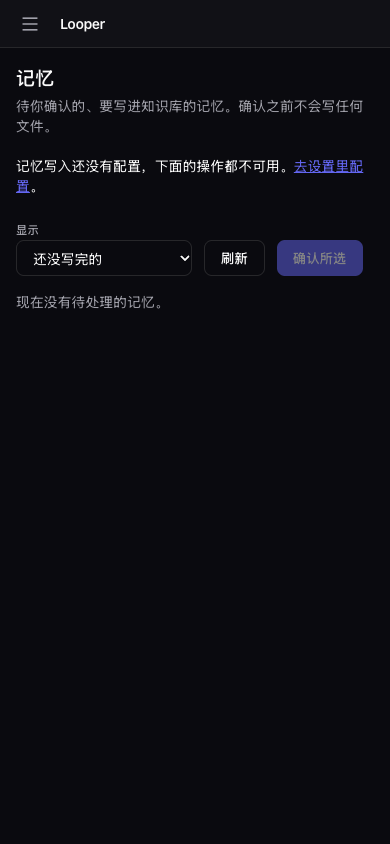 Looper
记忆
待你确认的、要写进知识库的记忆。确认之前不会写任何
文件。
记忆写入还没有配置，下面的操作都不可用。去设置里配
置。
显示
还没写完的
刷新
确认所选
现在没有待处理的记忆。